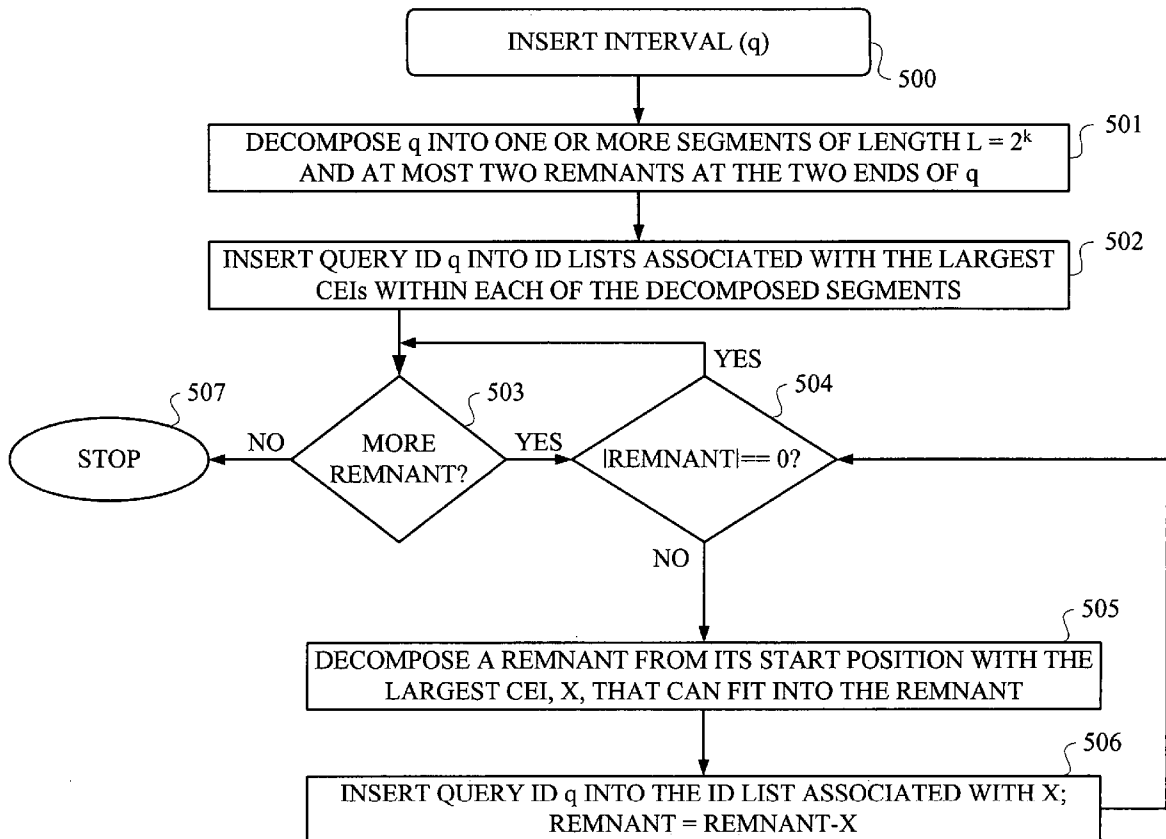 INSERT INTERVAL (q)
500
DECOMPOSE q INTO ONE OR MORE SEGMENTS OF LENGTH L = 2^k
AND AT MOST TWO REMNANTS AT THE TWO ENDS OF q
501
INSERT QUERY ID q INTO ID LISTS ASSOCIATED WITH THE LARGEST
CEIs WITHIN EACH OF THE DECOMPOSED SEGMENTS
502
YES
507
503
504
STOP
NO
MORE
REMNANT?
YES
|REMNANT|== 0?
NO
505
DECOMPOSE A REMNANT FROM ITS START POSITION WITH THE
LARGEST CEI, X, THAT CAN FIT INTO THE REMNANT
506
INSERT QUERY ID q INTO THE ID LIST ASSOCIATED WITH X;
REMNANT = REMNANT-X